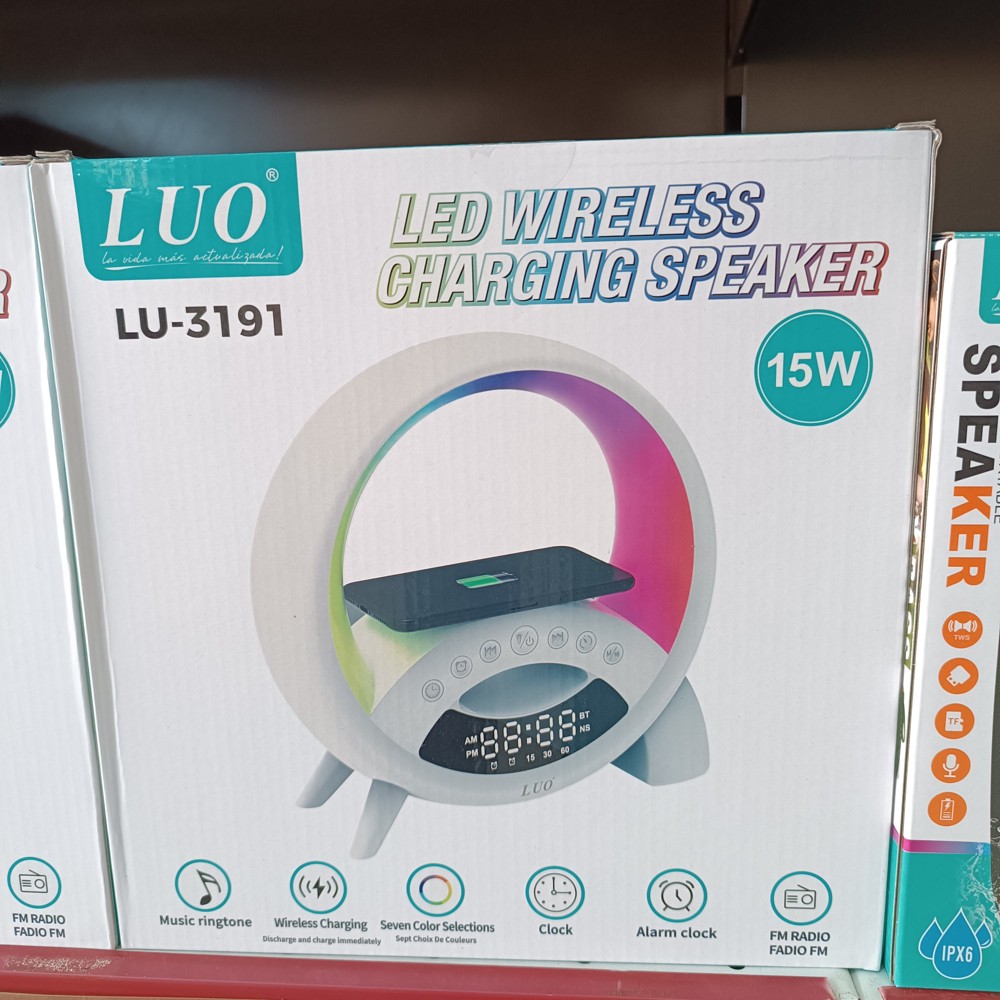 LUO®
la vida más actualizada!
LU-3191
LED WIRELESS
CHARGING SPEAKER
15W
AM
PM
88:88
BT
NS
15 30 60
LUO
Music ringtone
Wireless Charging
Discharge and charge immediately
Seven Color Selections
Sept Choix De Couleurs
Clock
Alarm clock
FM RADIO
FADIO FM
FM RADIO
FADIO FM
R
SPEAKER
TWS
TF
IPX6